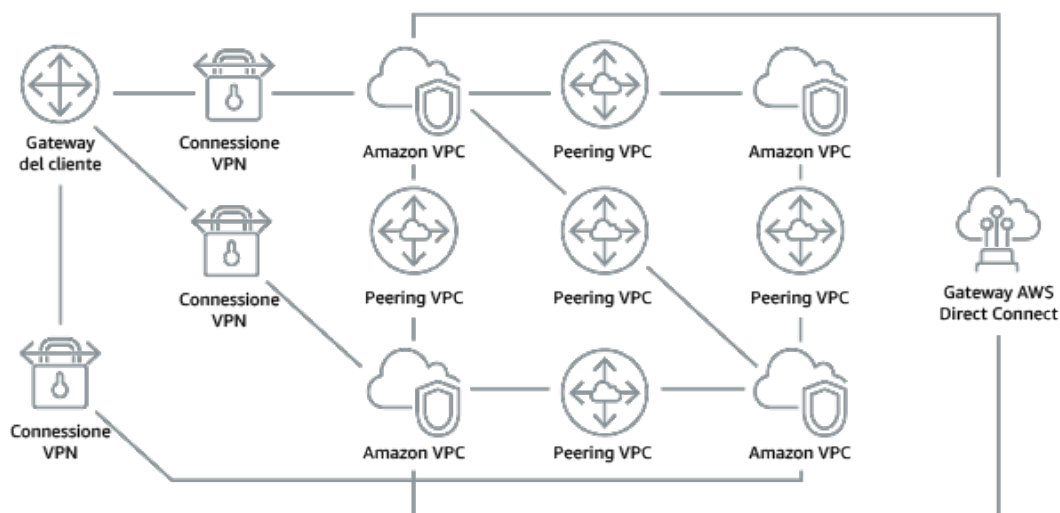 Gateway
del cliente
Connessione
VPN
Amazon VPC
Peering VPC
Amazon VPC
Connessione
VPN
Peering VPC
Peering VPC
Peering VPC
Gateway AWS
Direct Connect
Connessione
VPN
Amazon VPC
Peering VPC
Amazon VPC